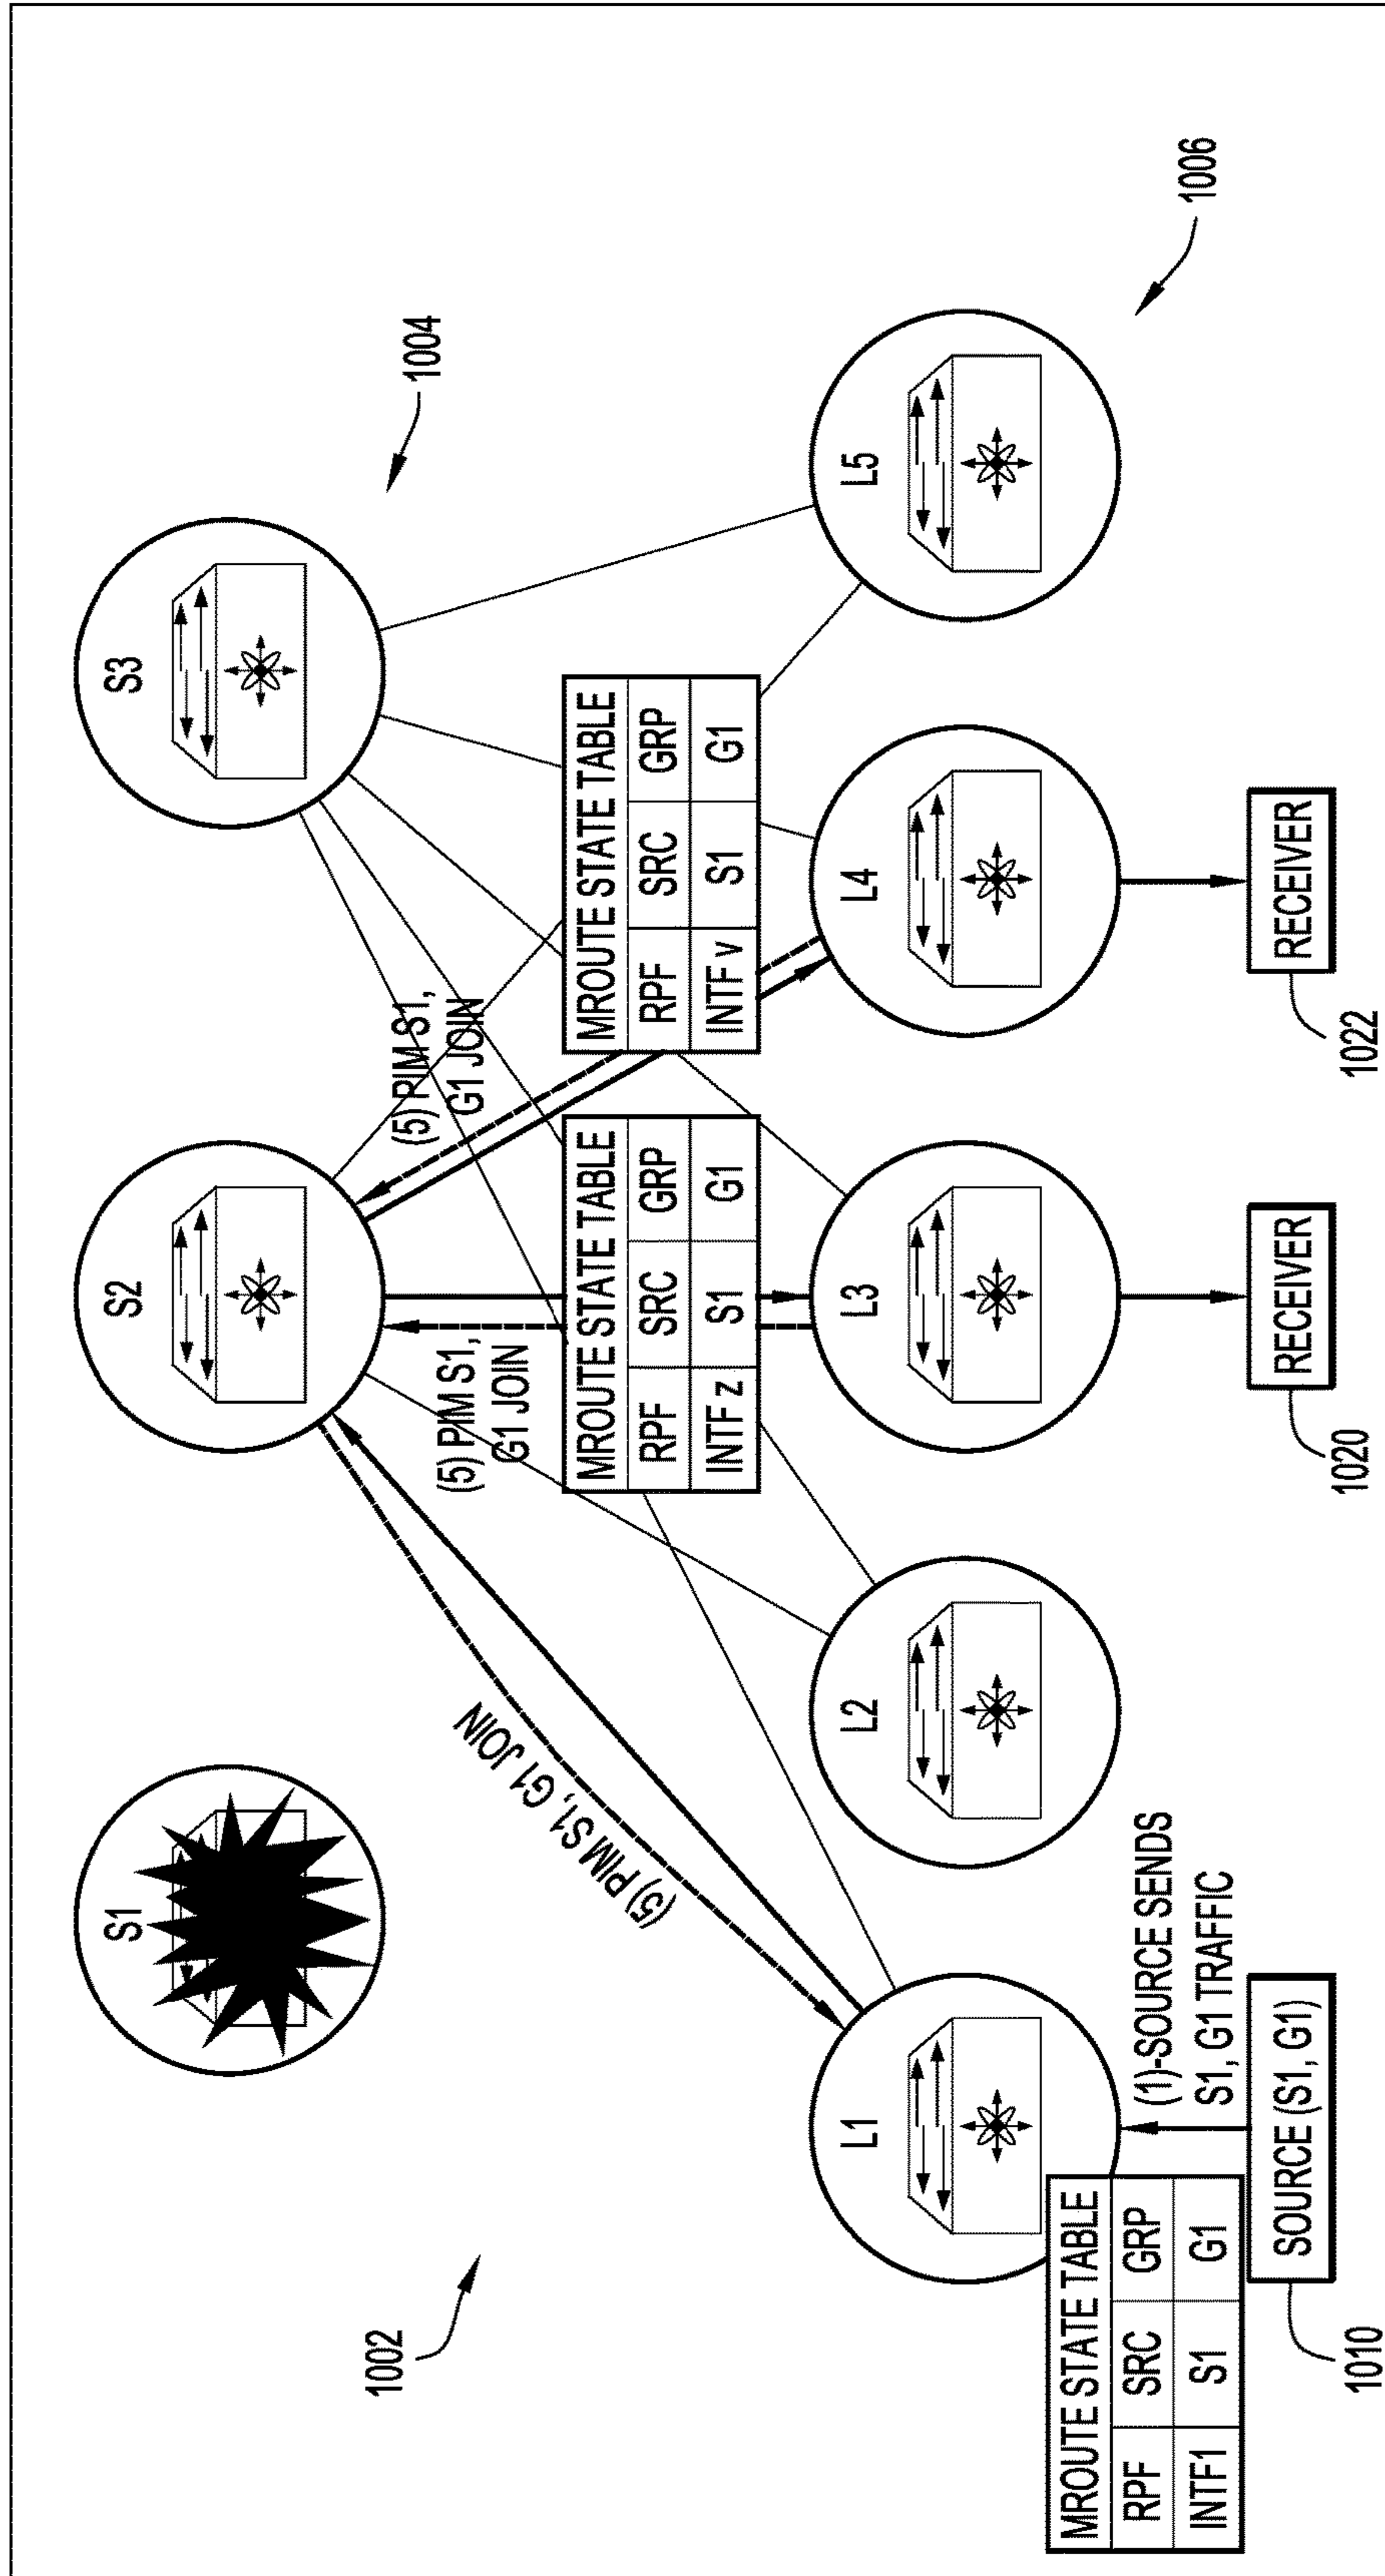 S1
S2
S3
1004
1002
(5) PIM S1, G1 JOIN
(5) PIM S1,
G1 JOIN
(5) PIM S1,
G1 JOIN
MROUTE STATE TABLE
RPF SRC GRP
INTF z S1 G1
MROUTE STATE TABLE
RPF SRC GRP
INTF v S1 G1
L1
L2
L3
L4
L5
1006
MROUTE STATE TABLE
RPF SRC GRP
INTF1 S1 G1
(1)-SOURCE SENDS
S1, G1 TRAFFIC
SOURCE (S1, G1)
1010
RECEIVER
1020
RECEIVER
1022